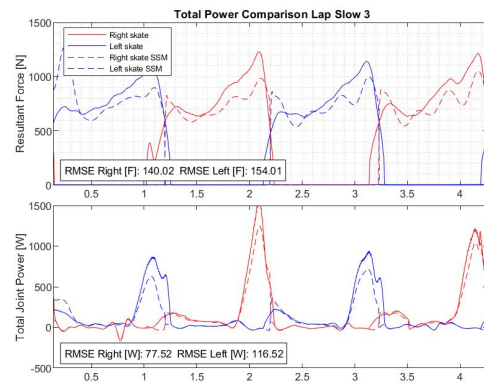 Total Power Comparison Lap Slow 3
Resultant Force [N]
1500
1000
500
0
Right skate
Left skate
Right skate SSM
Left skate SSM
RMSE Right [F]: 140.02 RMSE Left [F]: 154.01
0.5 1 1.5 2 2.5 3 3.5 4
Total Joint Power [W]
1500
1000
500
0
-500
RMSE Right [W]: 77.52 RMSE Left [W]: 116.52
0.5 1 1.5 2 2.5 3 3.5 4